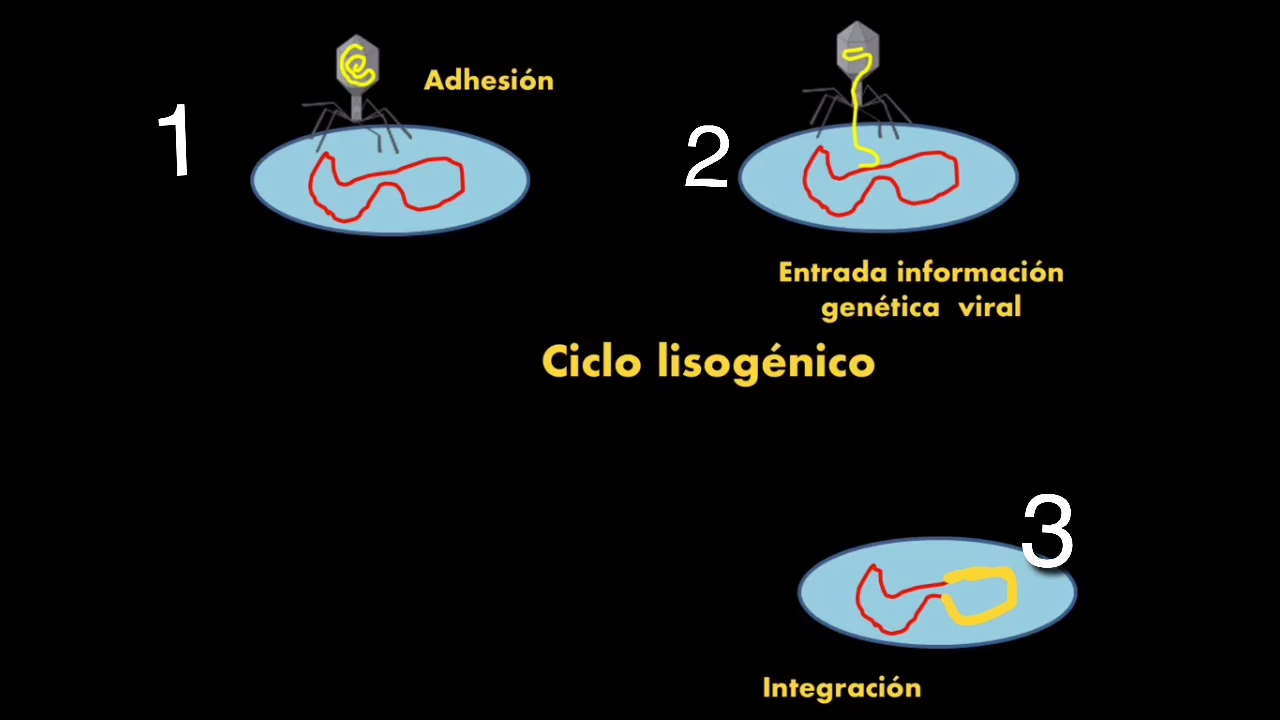 Adhesión
1
2
Entrada información
genética viral
Ciclo lisogénico
3
Integración